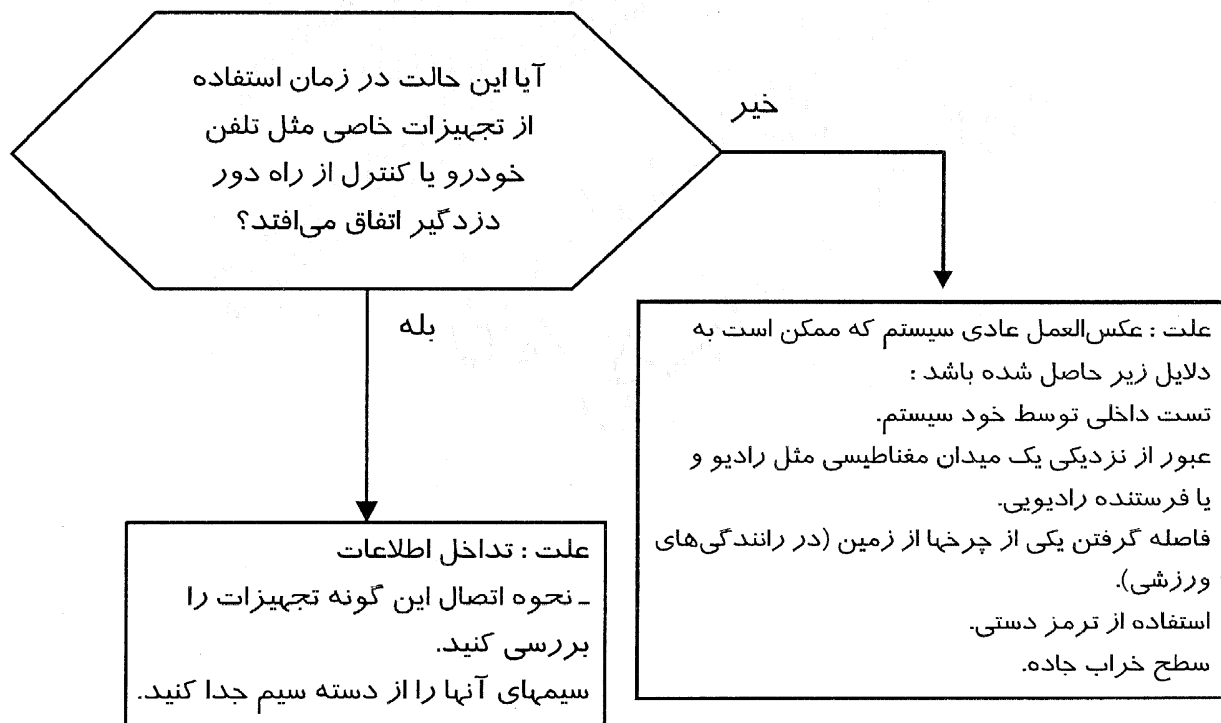 آیا این حالت در زمان استفاده
از تجهیزات خاصی مثل تلفن
خودرو یا کنترل از راه دور
دزدگیر اتفاق می‌افتد؟
خیر
بله
علت : عکس‌العمل عادی سیستم که ممکن است به
دلایل زیر حاصل شده باشد :
تست داخلی توسط خود سیستم.
عبور از نزدیکی یک میدان مغناطیسی مثل رادیو و
یا فرستنده رادیویی.
فاصله گرفتن یکی از چرخها از زمین (در رانندگی‌های
ورزشی).
استفاده از ترمز دستی.
سطح خراب جاده.
علت : تداخل اطلاعات
ـ نحوه اتصال این گونه تجهیزات را
بررسی کنید.
سیمهای آنها را از دسته سیم جدا کنید.